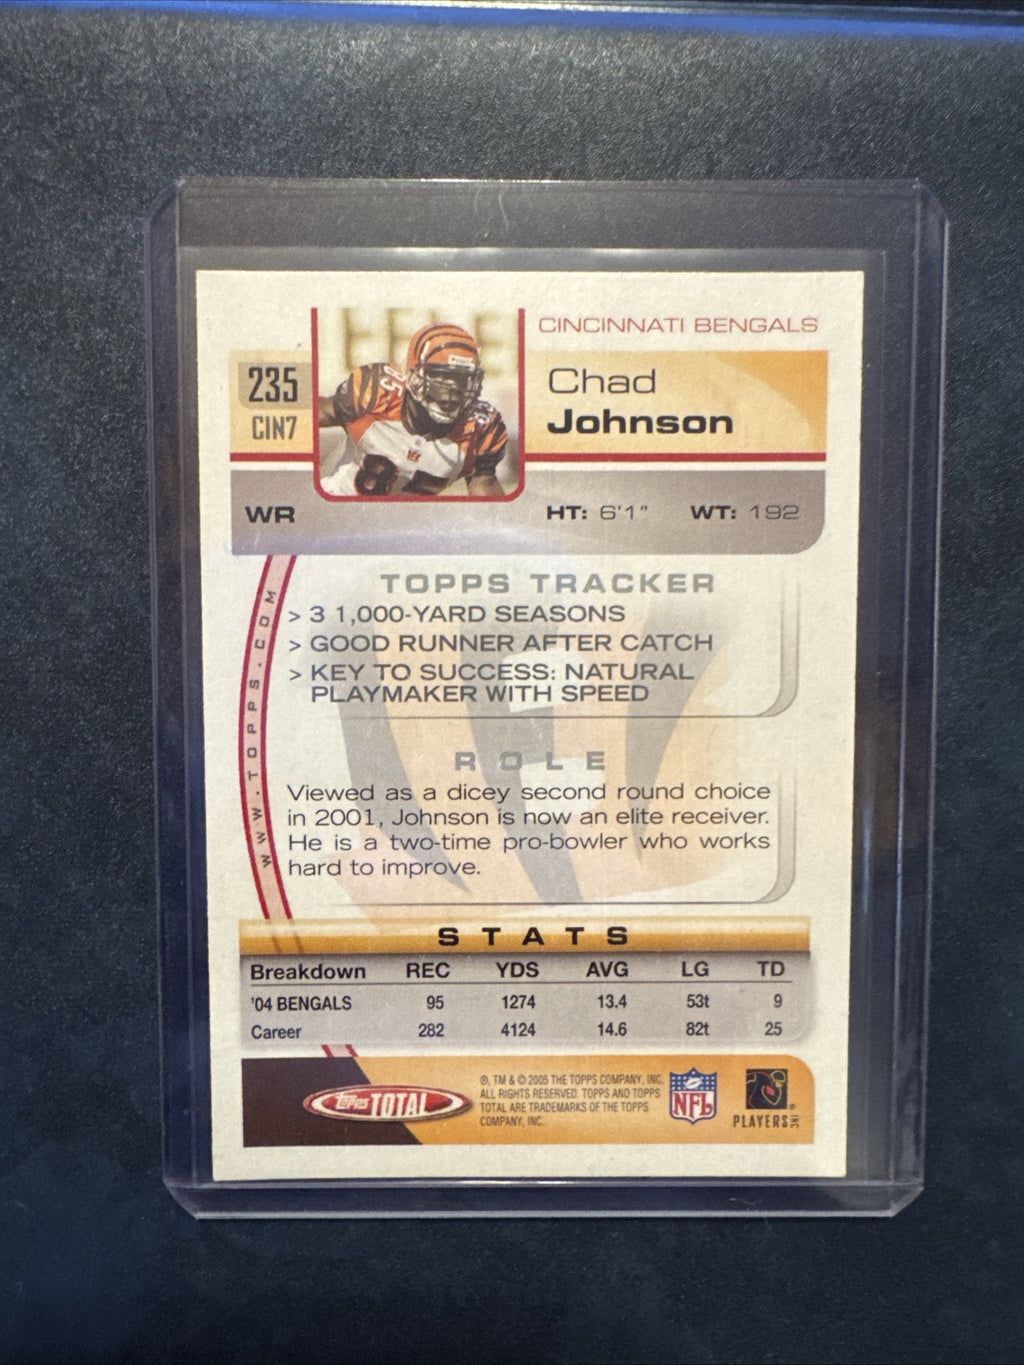 CINCINNATI BENGALS
235
CIN7
Chad
Johnson
WR
HT: 6'1"
WT: 192
TOPPS TRACKER
> 3 1,000-YARD SEASONS
> GOOD RUNNER AFTER CATCH
> KEY TO SUCCESS: NATURAL
PLAYMAKER WITH SPEED
WWW.TOPPS.COM
ROLE
Viewed as a dicey second round choice
in 2001, Johnson is now an elite receiver.
He is a two-time pro-bowler who works
hard to improve.
STATS
Breakdown REC YDS AVG LG TD
'04 BENGALS 95 1274 13.4 53t 9
Career 282 4124 14.6 82t 25
Topps TOTAL
®, TM & © 2005 THE TOPPS COMPANY, INC.
ALL RIGHTS RESERVED. TOPPS AND TOPPS
TOTAL ARE TRADEMARKS OF THE TOPPS
COMPANY, INC.
NFL
PLAYERS INC
85